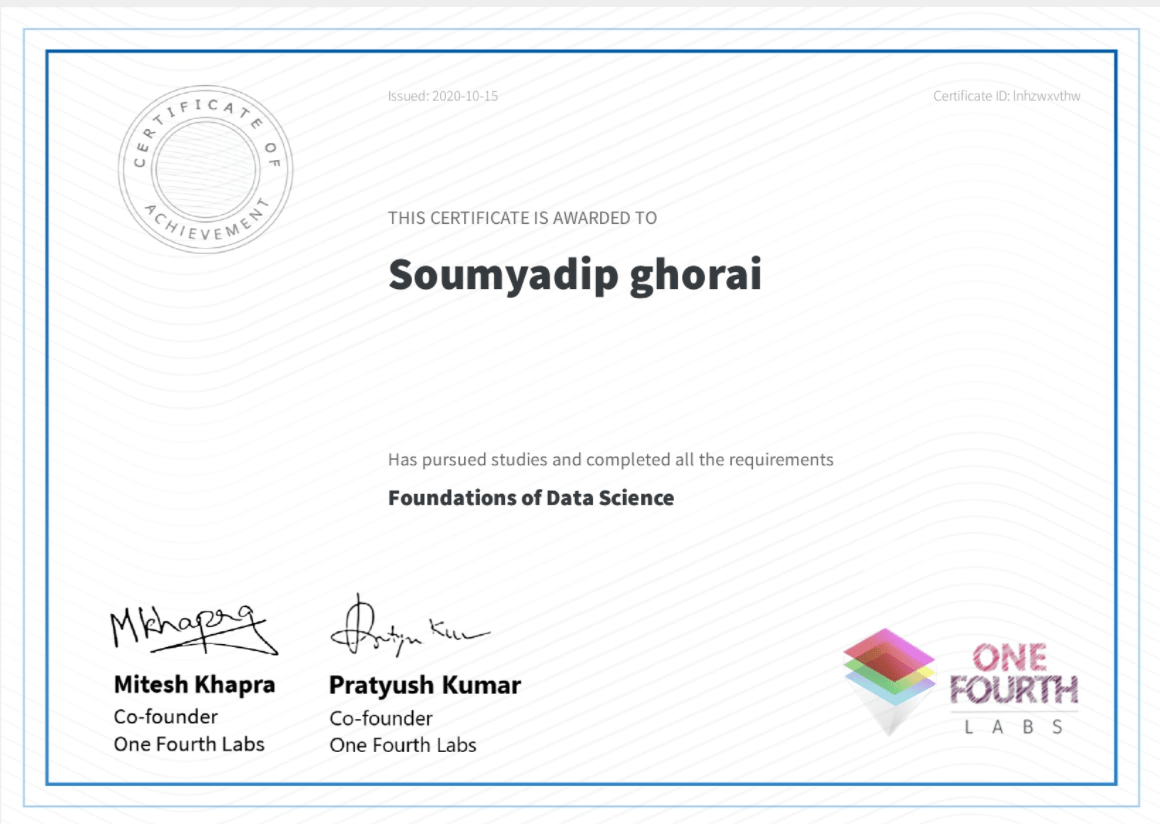 CERTIFICATE OF
ACHIEVEMENT
Issued: 2020-10-15
Certificate ID: lnhzwxvthw
THIS CERTIFICATE IS AWARDED TO
Soumyadip ghorai
Has pursued studies and completed all the requirements
Foundations of Data Science
Mkhapra
Mitesh Khapra
Co-founder
One Fourth Labs
Pratyush Kumar
Co-founder
One Fourth Labs
ONE
FOURTH
LABS